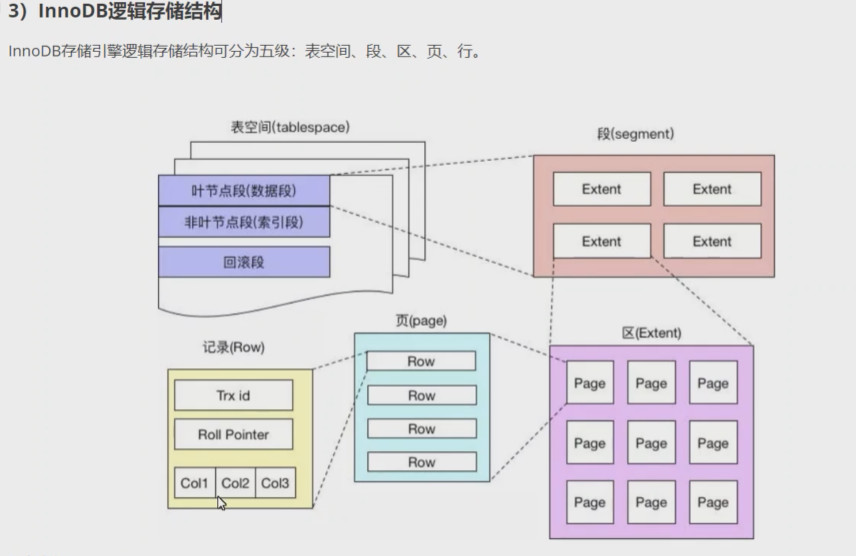 3）InnoDB逻辑存储结构
InnoDB存储引擎逻辑存储结构可分为五级：表空间、段、区、页、行。
表空间(tablespace)
叶节点段(数据段)
非叶节点段(索引段)
回滚段
段(segment)
Extent Extent
Extent Extent
记录(Row)
Trx id
Roll Pointer
Col1 Col2 Col3
页(page)
Row
Row
Row
Row
区(Extent)
Page Page Page
Page Page Page
Page Page Page